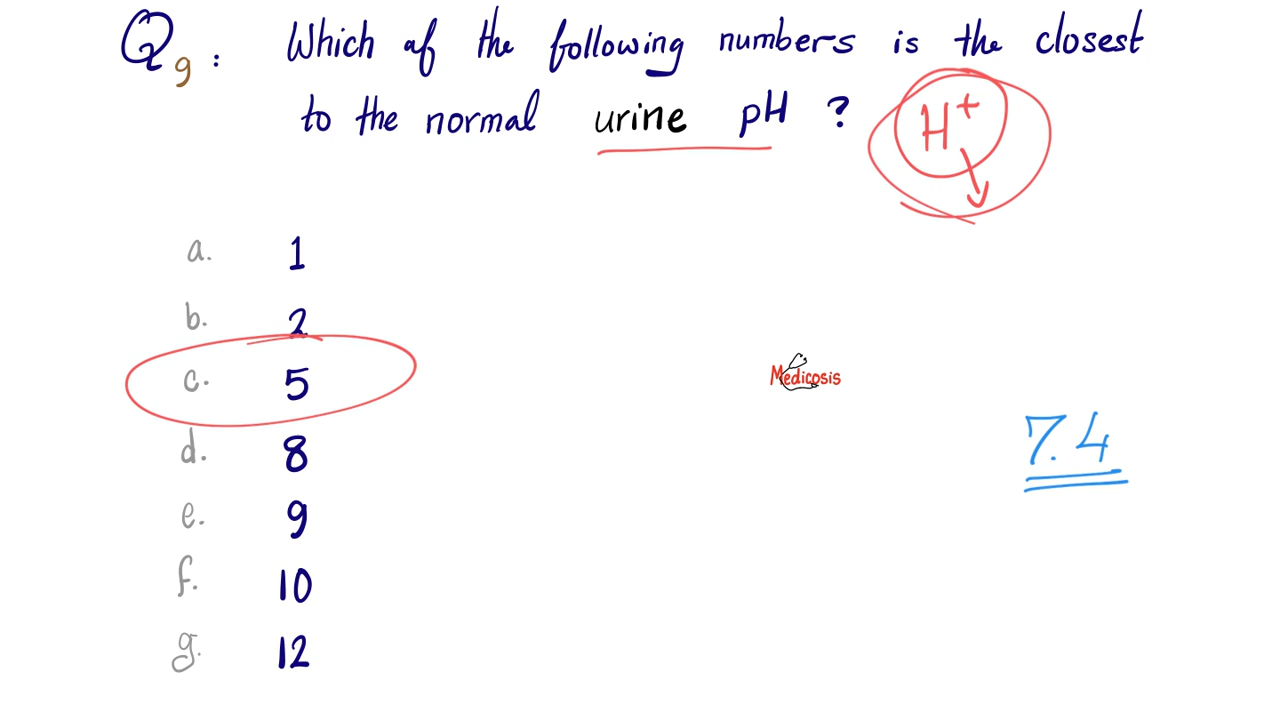 Q9: Which of the following numbers is the closest
to the normal urine pH ?
H+
a. 1
b. 2
c. 5
d. 8
e. 9
f. 10
g. 12
Medicosis
7.4